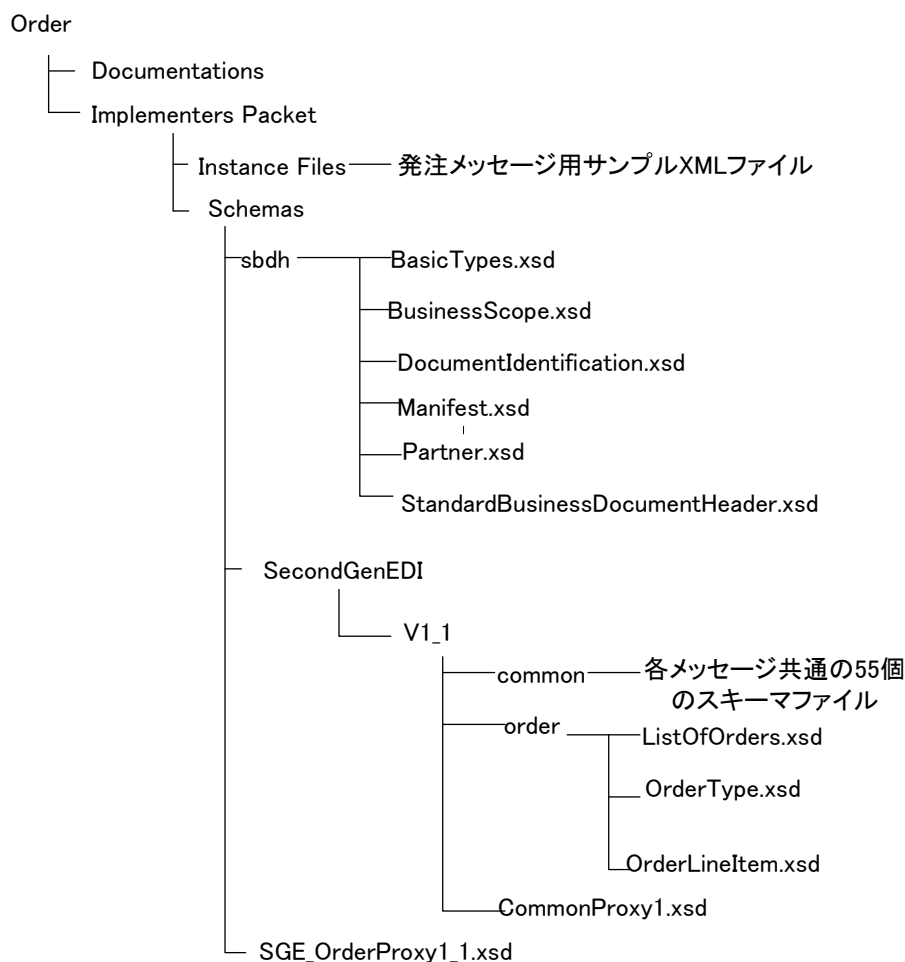 Order
Documentations
Implementers Packet
Instance Files
発注メッセージ用サンプルXMLファイル
Schemas
sbdh
BasicTypes.xsd
BusinessScope.xsd
DocumentIdentification.xsd
Manifest.xsd
Partner.xsd
StandardBusinessDocumentHeader.xsd
SecondGenEDI
V1_1
common
各メッセージ共通の55個
のスキーマファイル
order
ListOfOrders.xsd
OrderType.xsd
OrderLineItem.xsd
CommonProxy1.xsd
SGE_OrderProxy1_1.xsd